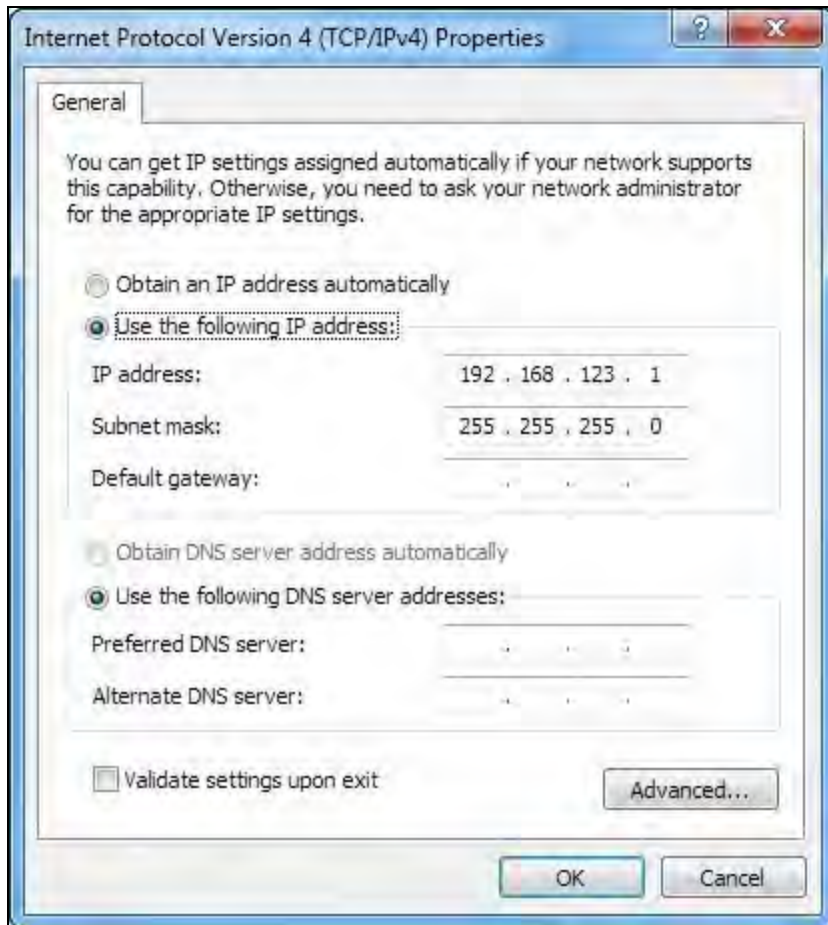 Internet Protocol Version 4 (TCP/IPv4) Properties
?
X
General
You can get IP settings assigned automatically if your network supports
this capability. Otherwise, you need to ask your network administrator
for the appropriate IP settings.
Obtain an IP address automatically
Use the following IP address:
IP address: 192 . 168 . 123 . 1
Subnet mask: 255 . 255 . 255 . 0
Default gateway: . . .
Obtain DNS server address automatically
Use the following DNS server addresses:
Preferred DNS server: . . .
Alternate DNS server: . . .
Validate settings upon exit
Advanced...
OK Cancel